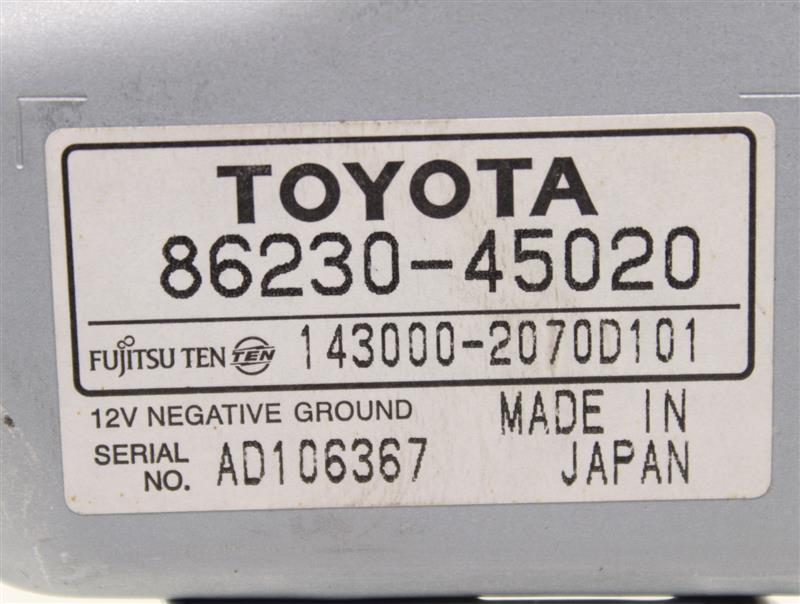 TOYOTA
86230-45020
FUJITSU TEN TEN 143000-2070D101
12V NEGATIVE GROUND MADE IN
SERIAL NO. AD106367 JAPAN